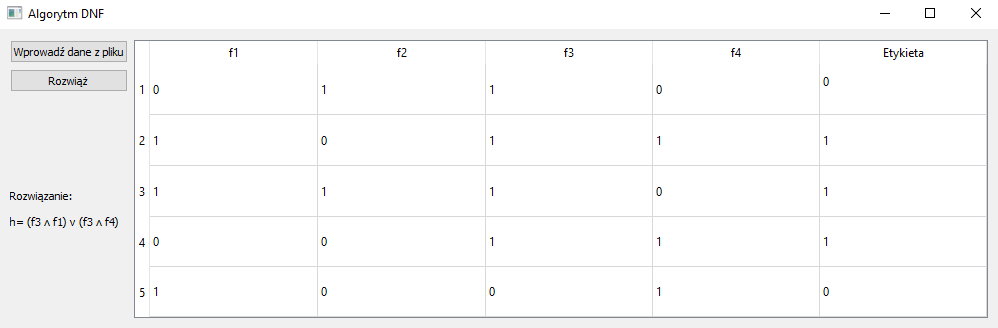 Algorytm DNF
Wprowadź dane z pliku
Rozwiąż
Rozwiązanie:
h= (f3 ∧ f1) ∨ (f3 ∧ f4)
f1 f2 f3 f4 Etykieta
1 0 1 1 0 0
2 1 0 1 1 1
3 1 1 1 0 1
4 0 0 1 1 1
5 1 0 0 1 0